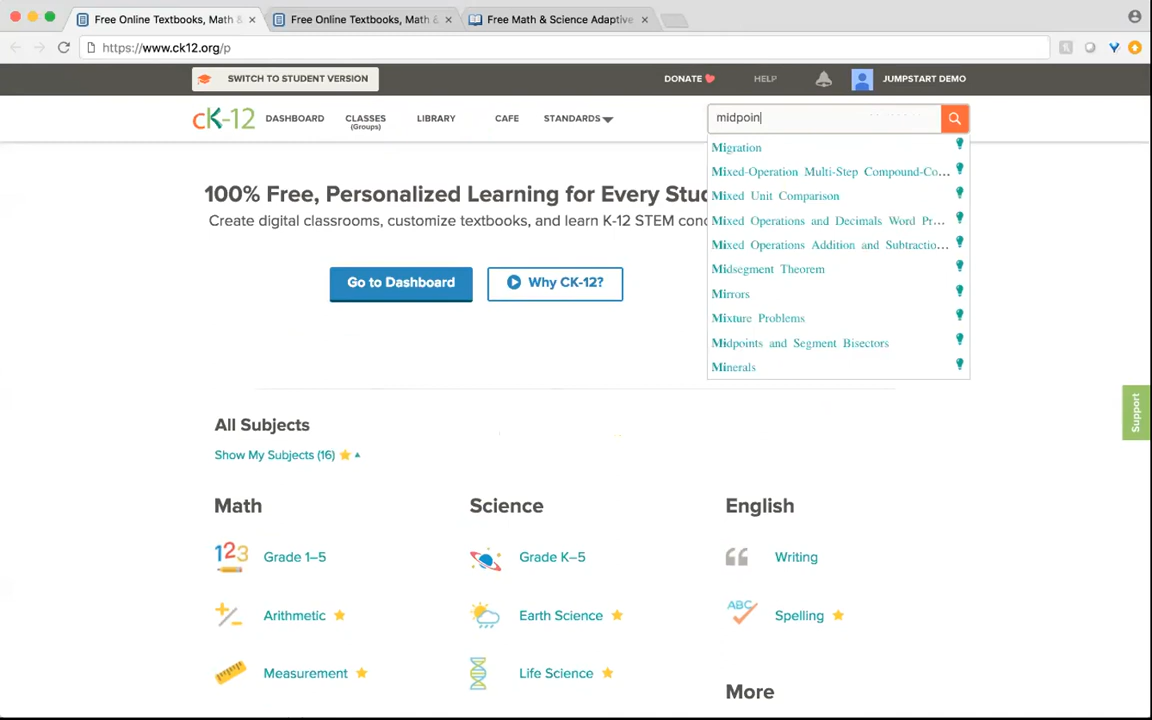 Free Online Textbooks, Math & × Free Online Textbooks, Math & × Free Math & Science Adaptive ×
https://www.ck12.org/p
SWITCH TO STUDENT VERSION DONATE HELP JUMPSTART DEMO
cK-12 DASHBOARD CLASSES LIBRARY CAFE STANDARDS midpoin
(Groups)
Migration
Mixed-Operation Multi-Step Compound-Co...
Mixed Unit Comparison
Mixed Operations and Decimals Word Pr...
Mixed Operations Addition and Subtractio...
Midsegment Theorem
Mirrors
Mixture Problems
Midpoints and Segment Bisectors
Minerals
100% Free, Personalized Learning for Every Stu
Create digital classrooms, customize textbooks, and learn K-12 STEM conc
Go to Dashboard Why CK-12?
Support
All Subjects
Show My Subjects (16)
Math Science English
123 Grade 1–5 Grade K–5 Writing
Arithmetic Earth Science ABC Spelling
Measurement Life Science
More